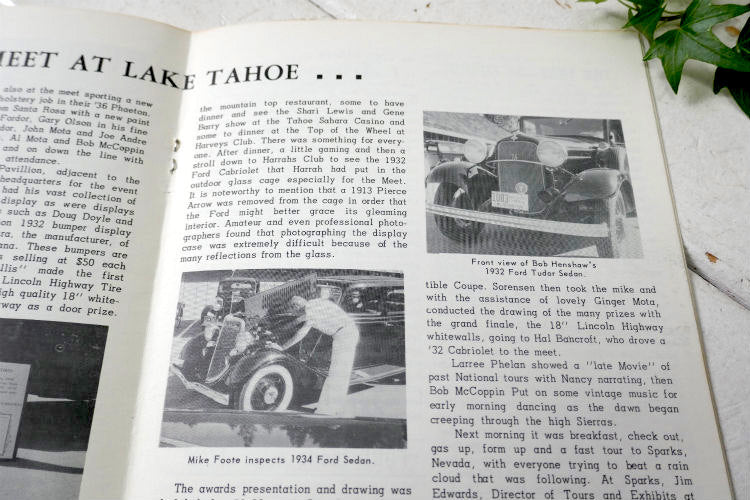 MEET AT LAKE TAHOE . . .
also at the meet sporting a new
upholstery job in their '36 Phaeton.
from Santa Rosa with a new paint
Fordor, Gary Olson in his fine
John Mota and Joe Andre
Al Mota and Bob McCoppin
and on down the line with
attendance.
Pavillion, adjacent to the
headquarters for the event
had his vast collection of
display as were displays
such as Doug Doyle and
on 1932 bumper display
the manufacturer, of
These bumpers are
selling at $50 each
made the first
Lincoln Highway Tire
high quality 18" white-
as a door prize.
the mountain top restaurant, some to have
dinner and see the Shari Lewis and Gene
Barry show at the Tahoe Sahara Casino and
some to dinner at the Top of the Wheel at
Harveys Club. There was something for every-
one. After dinner, a little gaming and then a
stroll down to Harrahs Club to see the 1932
Ford Cabriolet that Harrah had put in the
outdoor glass cage especially for the Meet.
It is noteworthy to mention that a 1913 Pierce
Arrow was removed from the cage in order that
the Ford might better grace its gleaming
interior. Amateur and even professional photo-
graphers found that photographing the display
case was extremely difficult because of the
many reflections from the glass.
Mike Foote inspects 1934 Ford Sedan.
The awards presentation and drawing was
Front view of Bob Henshaw's
1932 Ford Tudor Sedan.
tible Coupe. Sorensen then took the mike and
with the assistance of lovely Ginger Mota,
conducted the drawing of the many prizes with
the grand finale, the 18" Lincoln Highway
whitewalls, going to Hal Bancroft, who drove a
'32 Cabriolet to the meet.
Larree Phelan showed a "late Movie" of
past National tours with Nancy narrating, then
Bob McCoppin Put on some vintage music for
early morning dancing as the dawn began
creeping through the high Sierras.
Next morning it was breakfast, check out,
gas up, form up and a fast tour to Sparks,
Nevada, with everyone trying to beat a rain
cloud that was following. At Sparks, Jim
Edwards, Director of Tours and Exhibits at